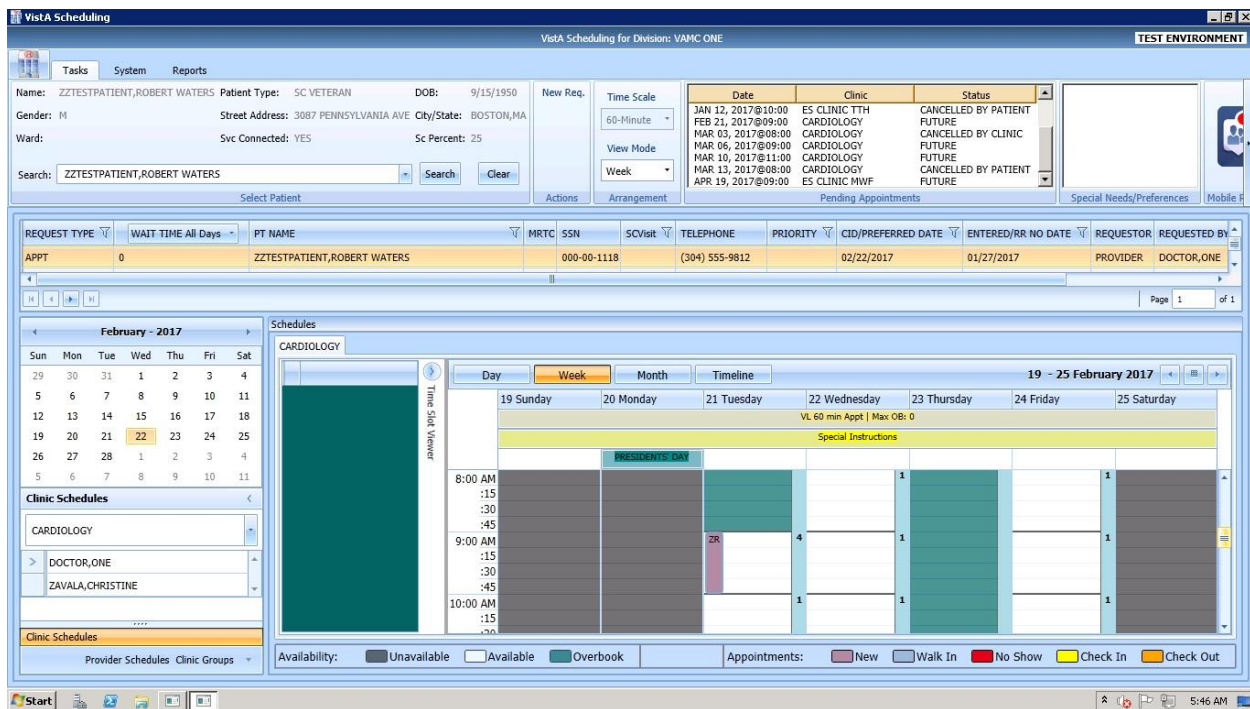 VistA Scheduling
VistA Scheduling for Division: VAMC ONE
TEST ENVIRONMENT
Tasks System Reports
Name: ZZTESTPATIENT,ROBERT WATERS Patient Type: SC VETERAN DOB: 9/15/1950
Gender: M Street Address: 3087 PENNSYLVANIA AVE City/State: BOSTON,MA
Ward: Svc Connected: YES Sc Percent: 25
Search: ZZTESTPATIENT,ROBERT WATERS Search Clear
Select Patient
New Req.
Actions
Time Scale
60-Minute
View Mode
Week
Arrangement
Date Clinic Status
JAN 12, 2017@10:00 ES CLINIC TTH CANCELLED BY PATIENT
FEB 21, 2017@09:00 CARDIOLOGY FUTURE
MAR 03, 2017@08:00 CARDIOLOGY CANCELLED BY CLINIC
MAR 06, 2017@09:00 CARDIOLOGY FUTURE
MAR 10, 2017@11:00 CARDIOLOGY FUTURE
MAR 13, 2017@08:00 CARDIOLOGY CANCELLED BY PATIENT
APR 19, 2017@09:00 ES CLINIC MWF FUTURE
Pending Appointments
Special Needs/Preferences
Mobile
REQUEST TYPE WAIT TIME All Days PT NAME MRTC SSN SCVisit TELEPHONE PRIORITY CID/PREFERRED DATE ENTERED/RR NO DATE REQUESTOR REQUESTED BY
APPT 0 ZZTESTPATIENT,ROBERT WATERS 000-00-1118 (304) 555-9812 02/22/2017 01/27/2017 PROVIDER DOCTOR,ONE
Page 1 of 1
February - 2017
Sun Mon Tue Wed Thu Fri Sat
29 30 31 1 2 3 4
5 6 7 8 9 10 11
12 13 14 15 16 17 18
19 20 21 22 23 24 25
26 27 28 1 2 3 4
5 6 7 8 9 10 11
Clinic Schedules
CARDIOLOGY
DOCTOR,ONE
ZAVALA,CHRISTINE
Clinic Schedules
Provider Schedules Clinic Groups
Schedules
CARDIOLOGY
Time Slot Viewer
Day Week Month Timeline 19 - 25 February 2017
19 Sunday 20 Monday 21 Tuesday 22 Wednesday 23 Thursday 24 Friday 25 Saturday
VL 60 min Appt | Max OB: 0
Special Instructions
PRESIDENTS' DAY
8:00 AM 1 1
:15
:30
:45
9:00 AM ZR 4 1 1
:15
:30
:45
10:00 AM 1 1 1
:15
Availability: Unavailable Available Overbook Appointments: New Walk In No Show Check In Check Out
Start 5:46 AM